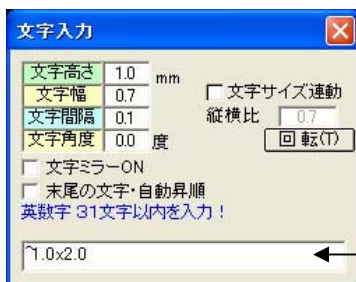 文字入力
文字高さ 1.0 mm
文字幅 0.7 文字サイズ連動
文字間隔 0.1 縦横比 0.7
文字角度 0.0 度 回転(T)
文字ミラーON
末尾の文字・自動昇順
英数字 31文字以内を入力!
~1.0x2.0